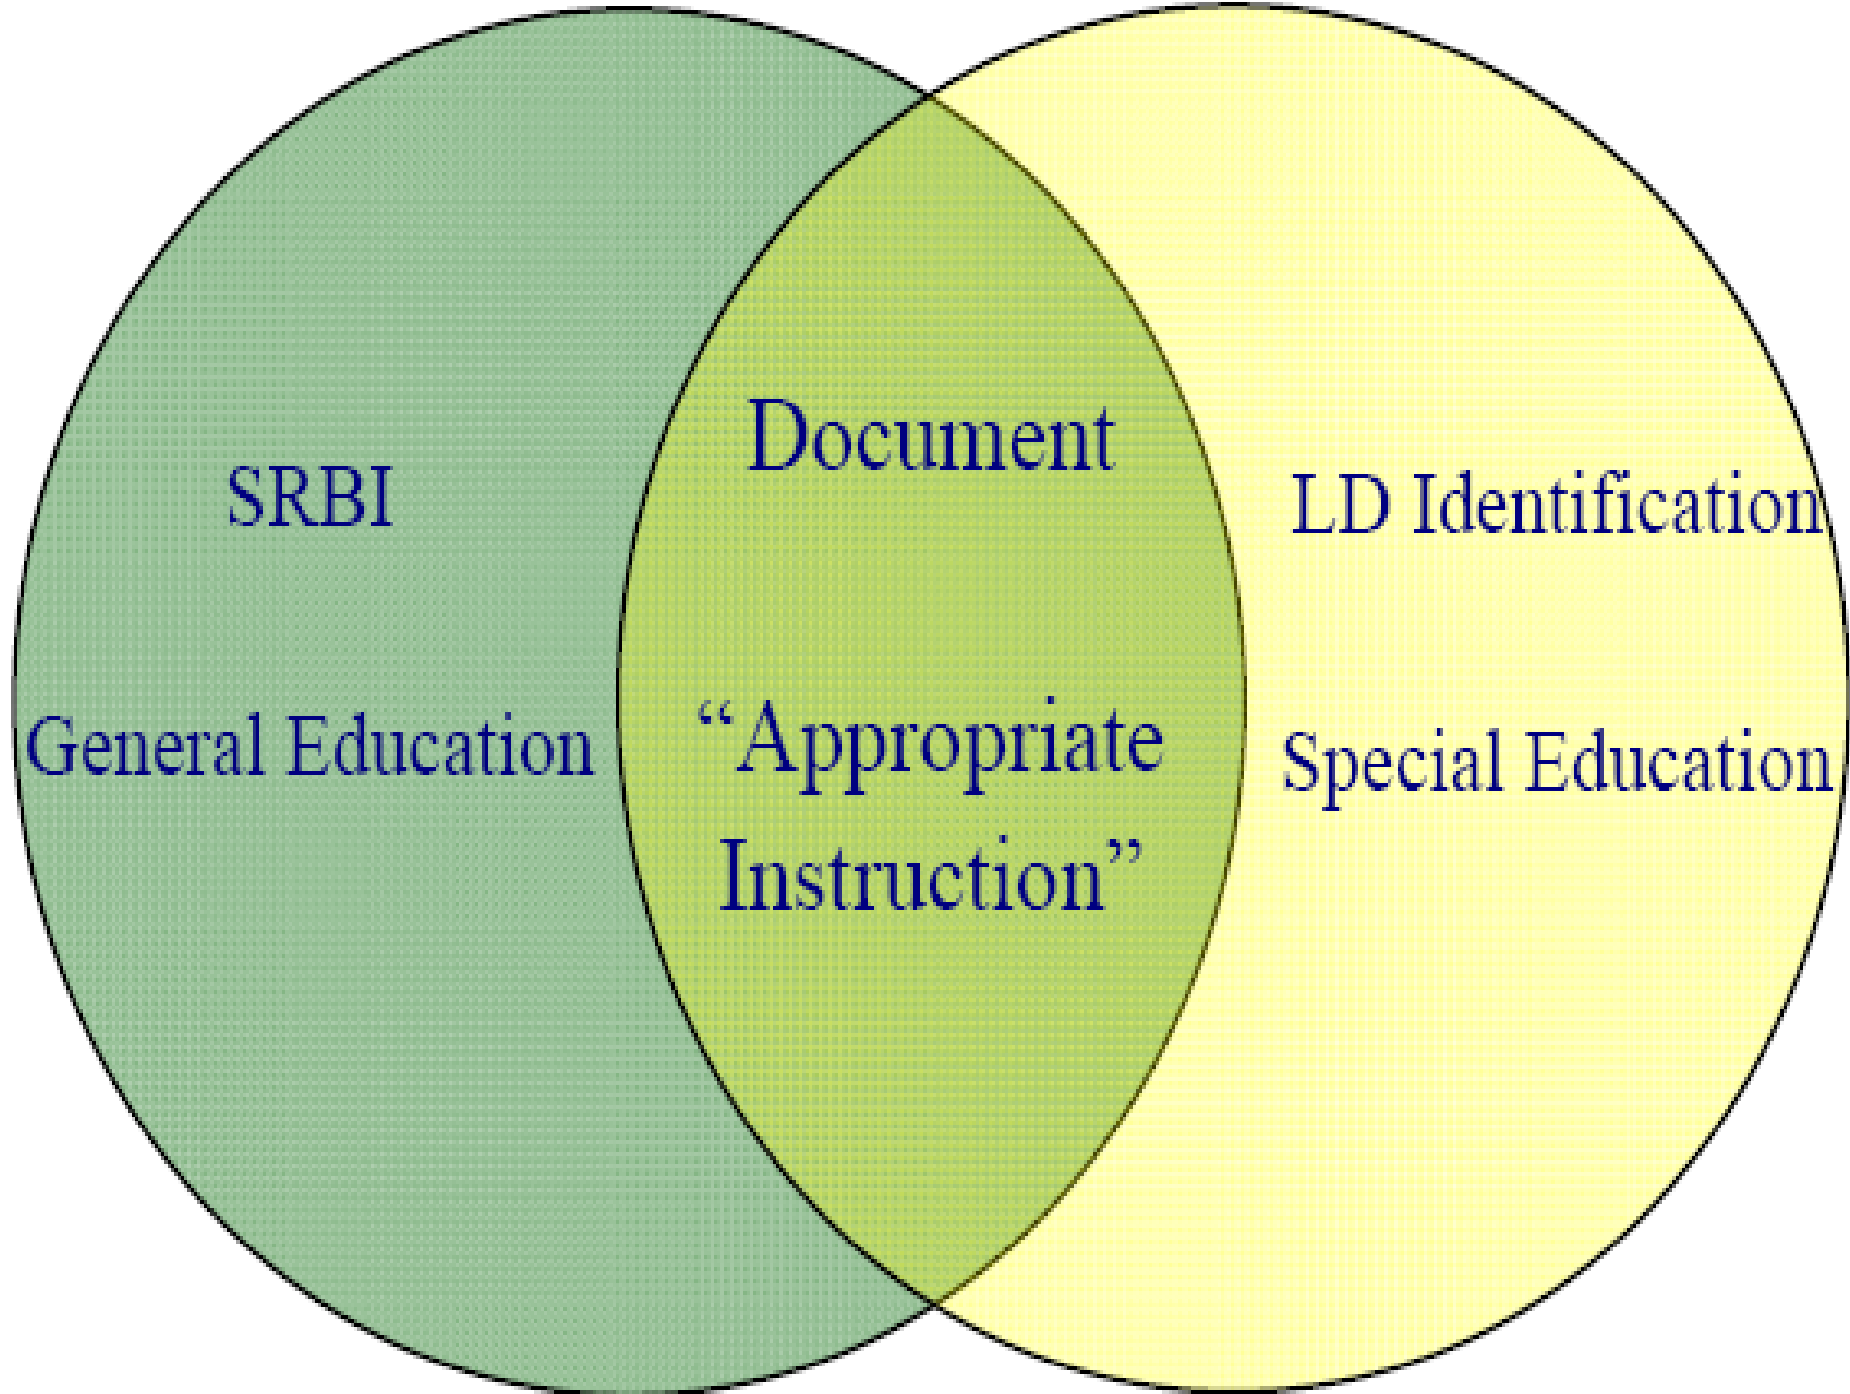 SRBI
General Education
Document
“Appropriate
Instruction”
LD Identification
Special Education